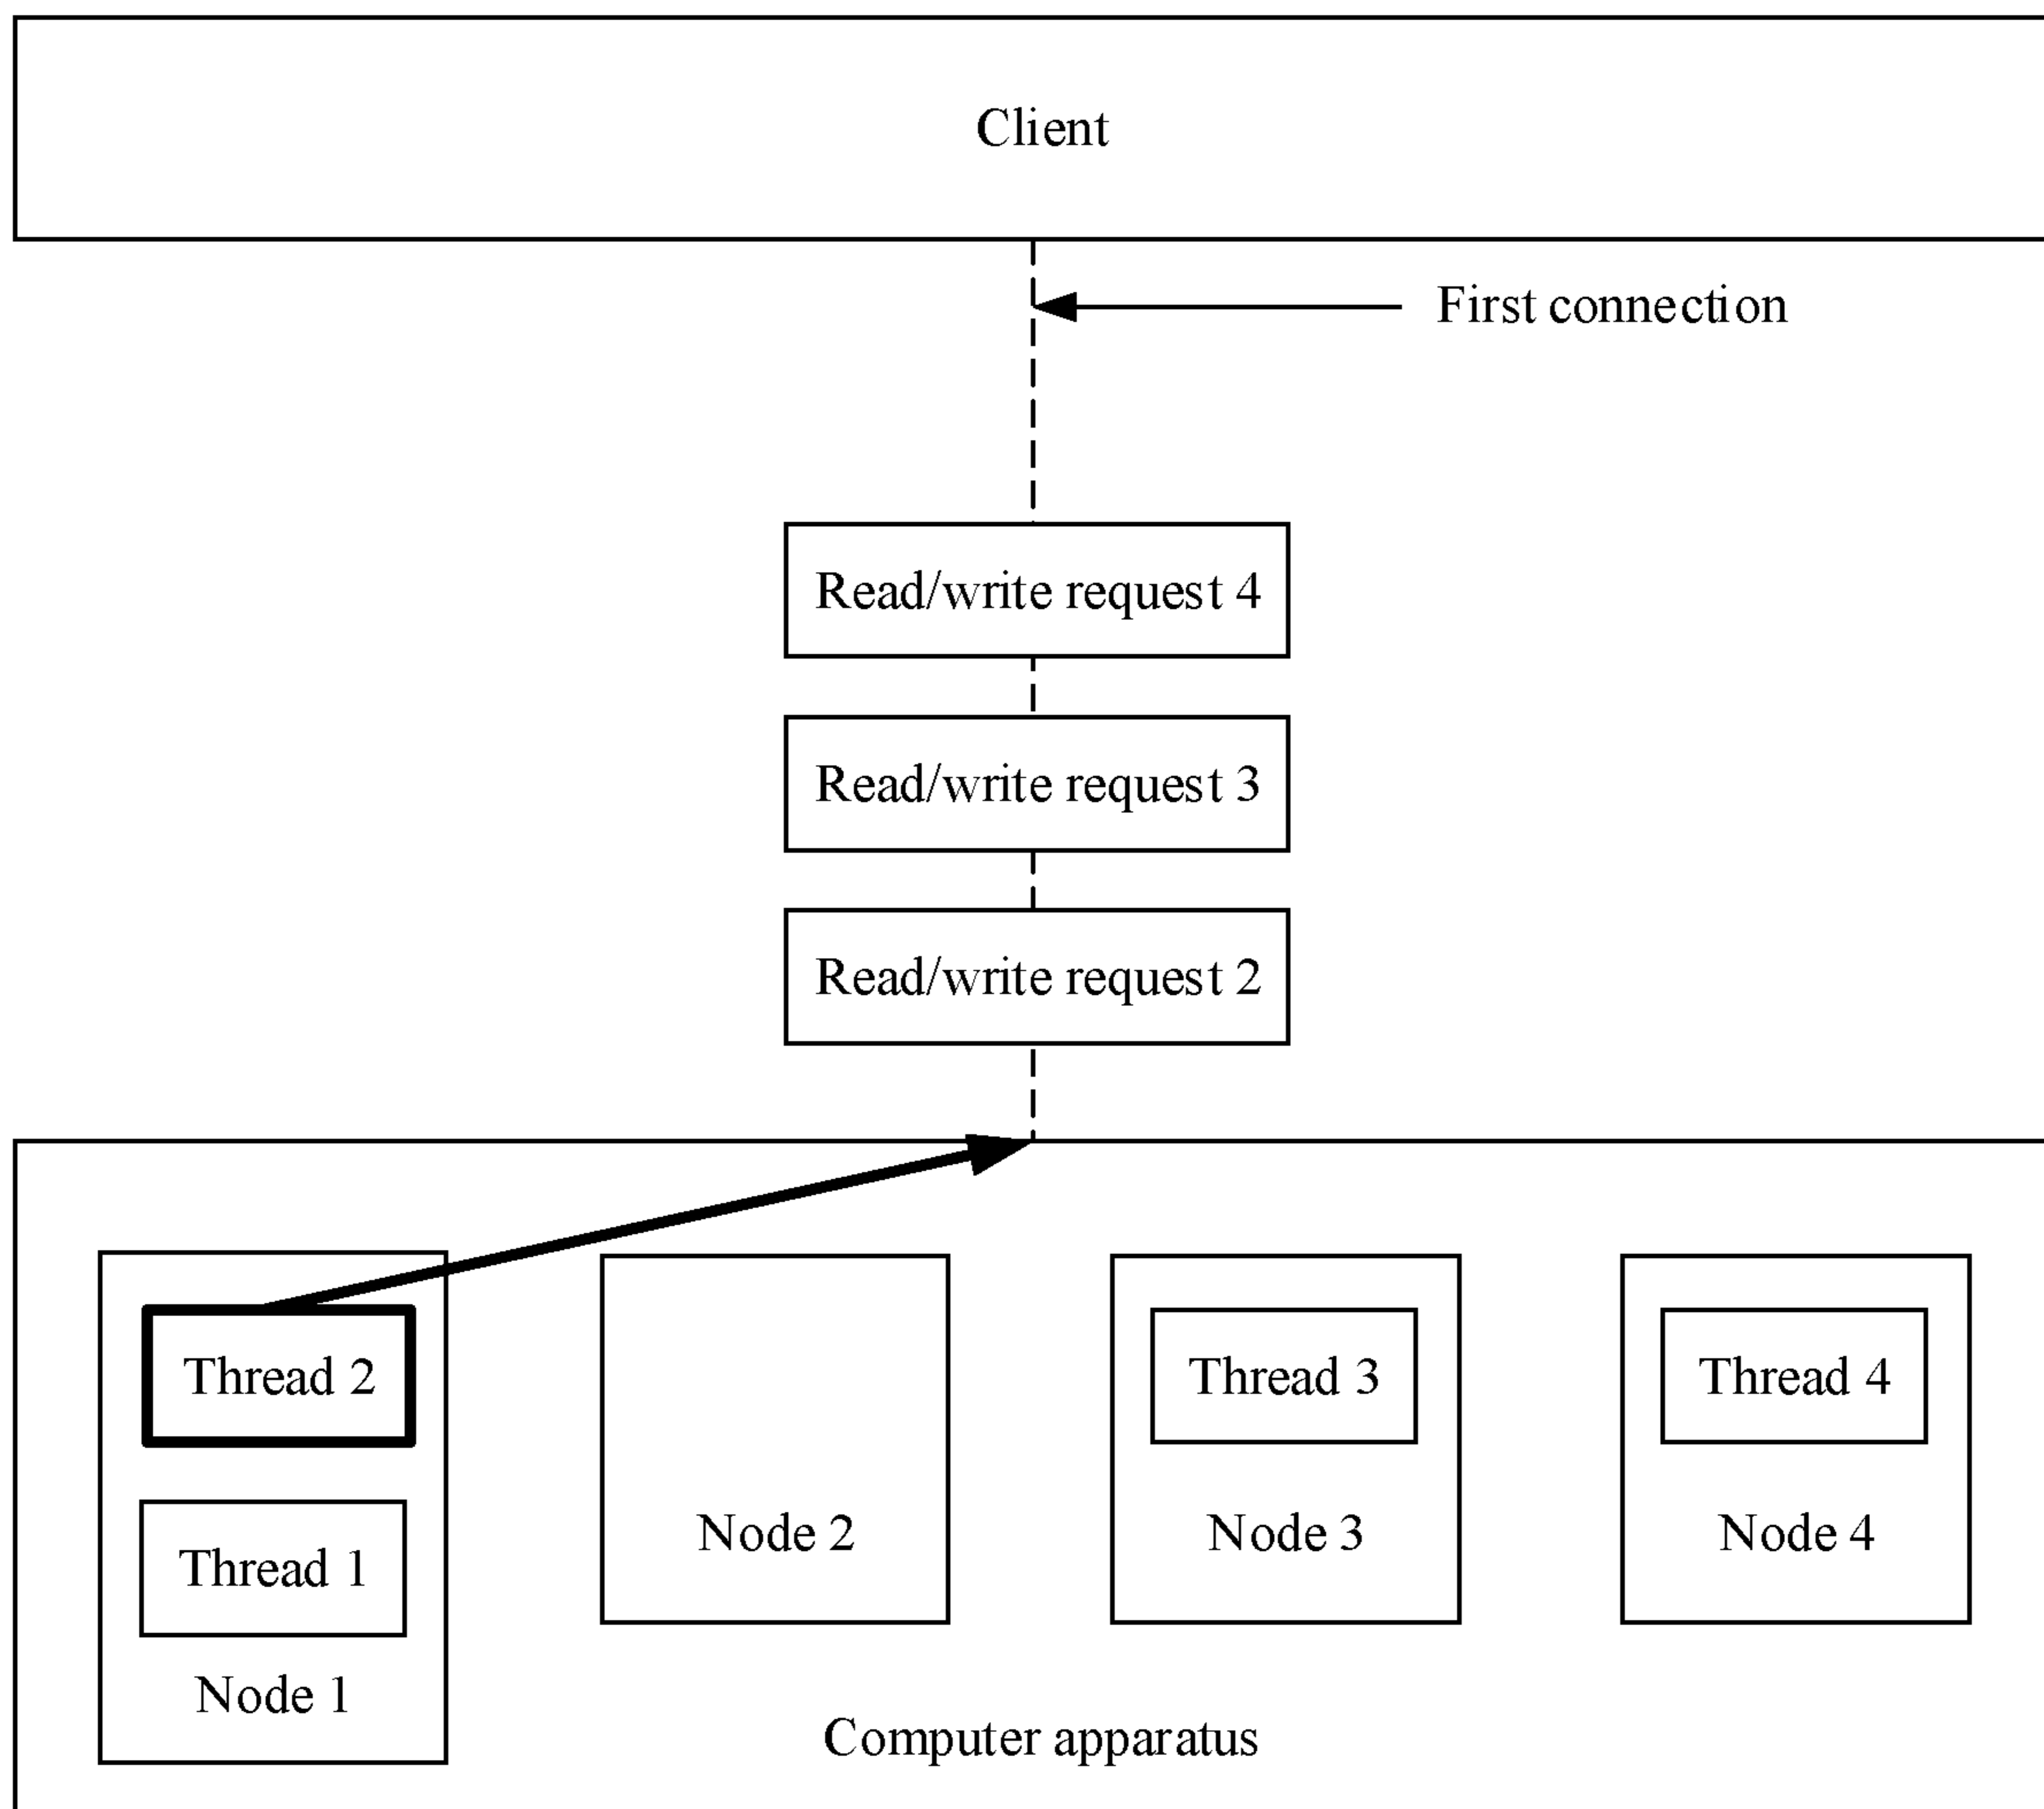 Client
First connection
Read/write request 4
Read/write request 3
Read/write request 2
Thread 2
Thread 1
Node 1
Node 2
Thread 3
Node 3
Thread 4
Node 4
Computer apparatus